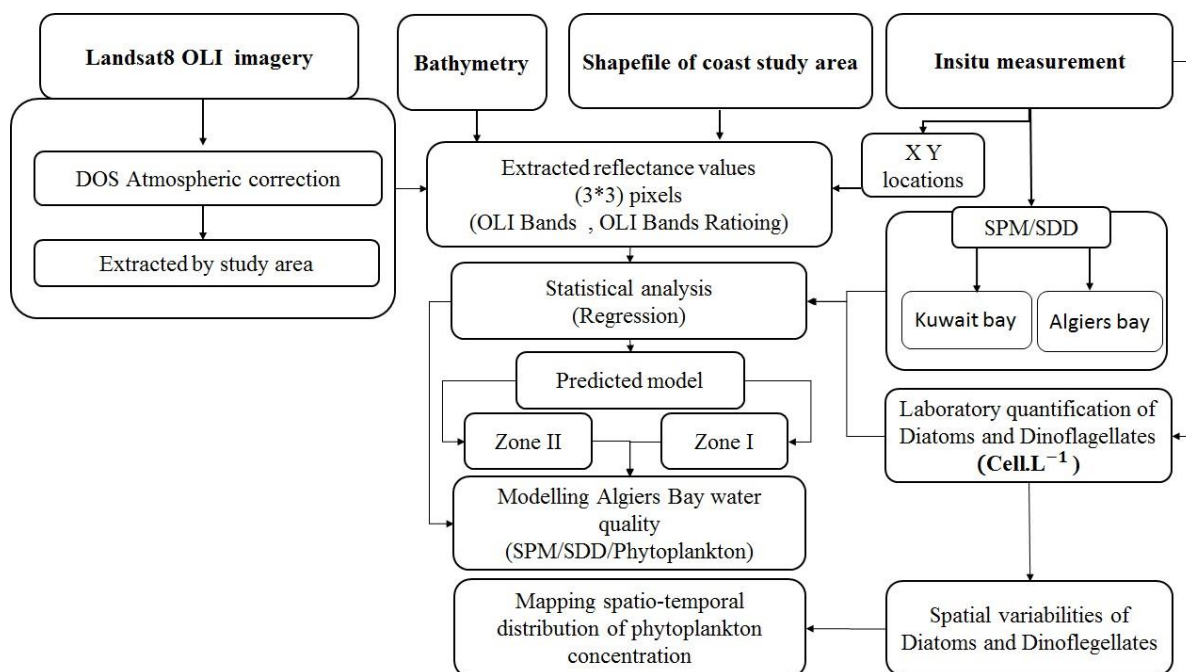 Landsat8 OLI imagery
Bathymetry
Shapefile of coast study area
Insitu measurement
DOS Atmospheric correction
Extracted by study area
Extracted reflectance values
(3*3) pixels
(OLI Bands , OLI Bands Ratioing)
X Y
locations
SPM/SDD
Kuwait bay
Algiers bay
Statistical analysis
(Regression)
Predicted model
Zone II
Zone I
Laboratory quantification of
Diatoms and Dinoflagellates
(Cell.L⁻¹ )
Modelling Algiers Bay water
quality
(SPM/SDD/Phytoplankton)
Mapping spatio-temporal
distribution of phytoplankton
concentration
Spatial variabilities of
Diatoms and Dinoflegellates